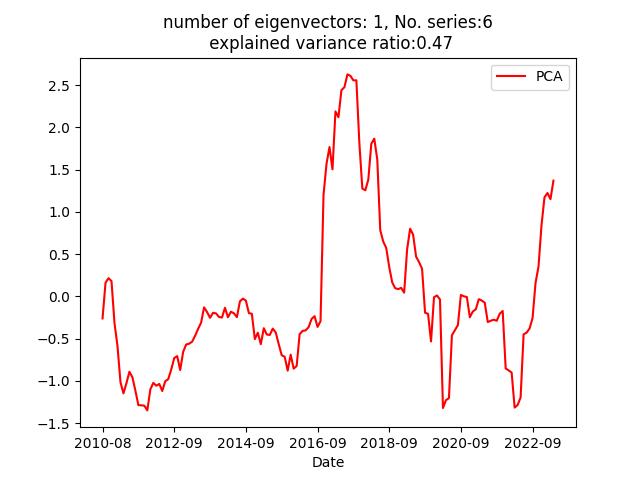 number of eigenvectors: 1, No. series:6
explained variance ratio:0.47
PCA
2.5
2.0
1.5
1.0
0.5
0.0
−0.5
−1.0
−1.5
2010-08 2012-09 2014-09 2016-09 2018-09 2020-09 2022-09
Date